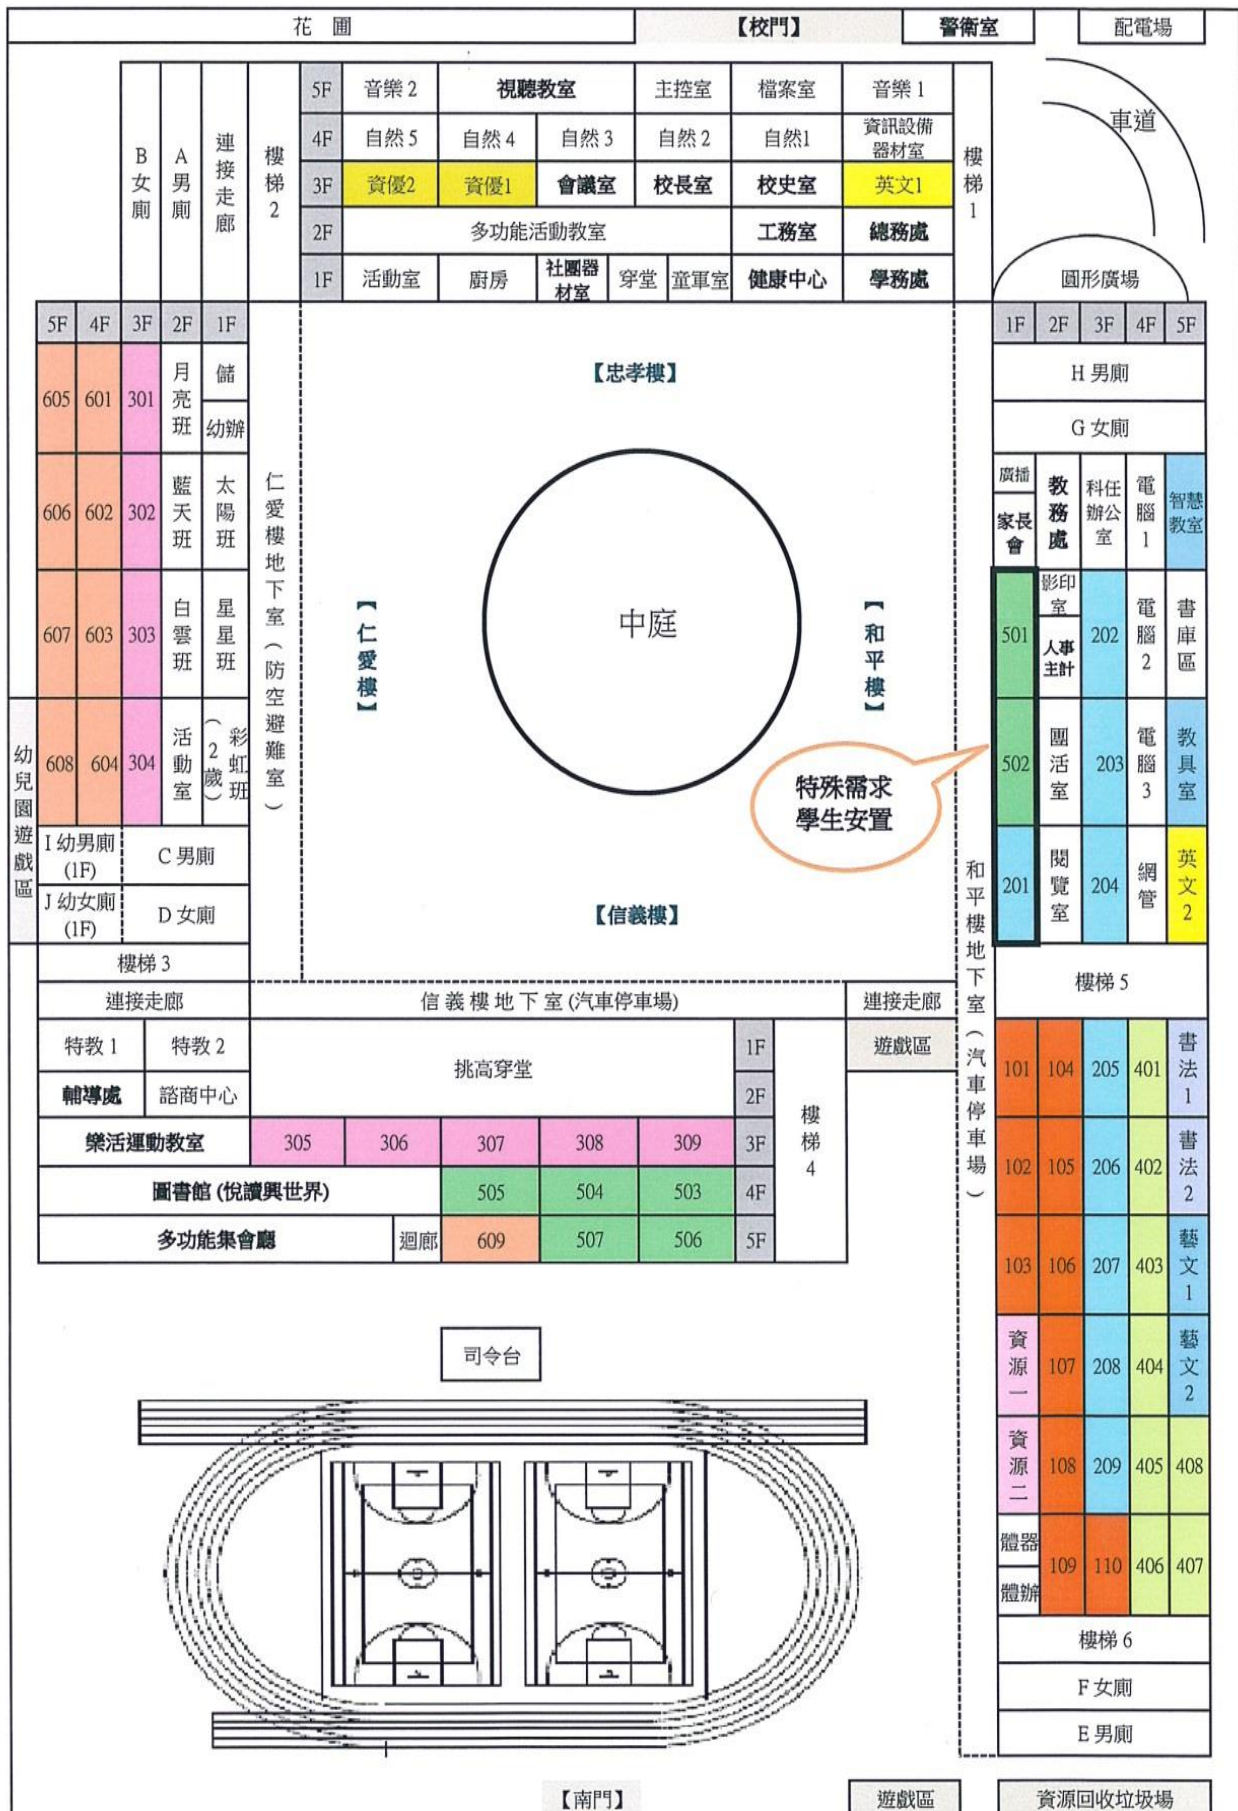 花 圃 【校門】 警衛室 配電場
車道
圓形廣場
B女廁 A男廁 連接走廊 樓梯2
5F 音樂 2 視聽教室 主控室 檔案室 音樂 1
4F 自然 5 自然 4 自然 3 自然 2 自然1 資訊設備
器材室
3F 資優2 資優1 會議室 校長室 校史室 英文1
2F 多功能活動教室 工務室 總務處
1F 活動室 廚房 社團器
材室 穿堂 童軍室 健康中心 學務處
樓梯1
5F 4F 3F 2F 1F
605 601 301 月亮班 儲
幼辦
606 602 302 藍天班 太陽班
607 603 303 白雲班 星星班
608 604 304 活動室 彩虹班
(2歲)
幼兒園遊戲區
I 幼男廁
(1F)
C 男廁
J 幼女廁
(1F)
D 女廁
樓梯 3
仁愛樓地下室(防空避難室)
【忠孝樓】
【仁愛樓】
中庭
【和平樓】
特殊需求
學生安置
【信義樓】
和平樓地下室(汽車停車場)
1F 2F 3F 4F 5F
H 男廁
G 女廁
廣播
家長
會
教務處
科任
辦公
室
電腦1
智慧
教室
501
影印
室
人事
主計
202
電腦2
書庫區
502 團活室 203 電腦3 教具室
201 閱覽室 204 網管 英文2
樓梯 5
連接走廊 信義樓地下室(汽車停車場) 連接走廊
特教 1 特教 2 挑高穿堂 1F 遊戲區
輔導處 諮商中心 2F
樂活運動教室 305 306 307 308 309 3F
圖書館 (悅讀興世界) 505 504 503 4F
多功能集會廳 迴廊 609 507 506 5F
樓梯4
101 104 205 401 書法1
102 105 206 402 書法2
103 106 207 403 藝文1
資源一 107 208 404 藝文2
資源二 108 209 405 408
體器
體辦
109 110 406 407
樓梯 6
F 女廁
E 男廁
司令台
【南門】 遊戲區 資源回收垃圾場